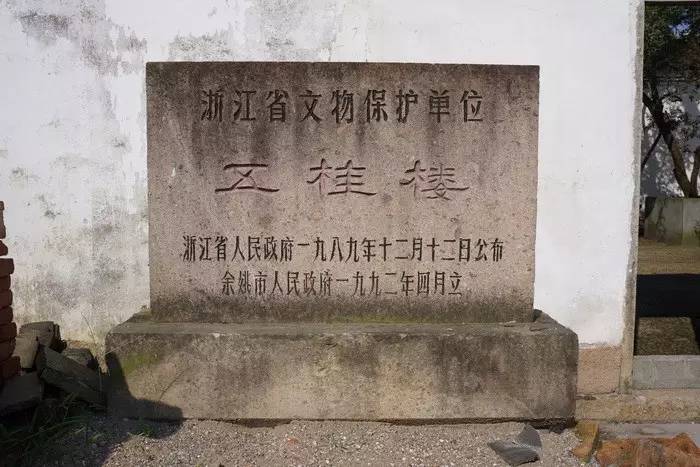 浙江省文物保护单位
五桂楼
浙江省人民政府一九八九年十二月十二日公布
余姚市人民政府一九九二年四月立